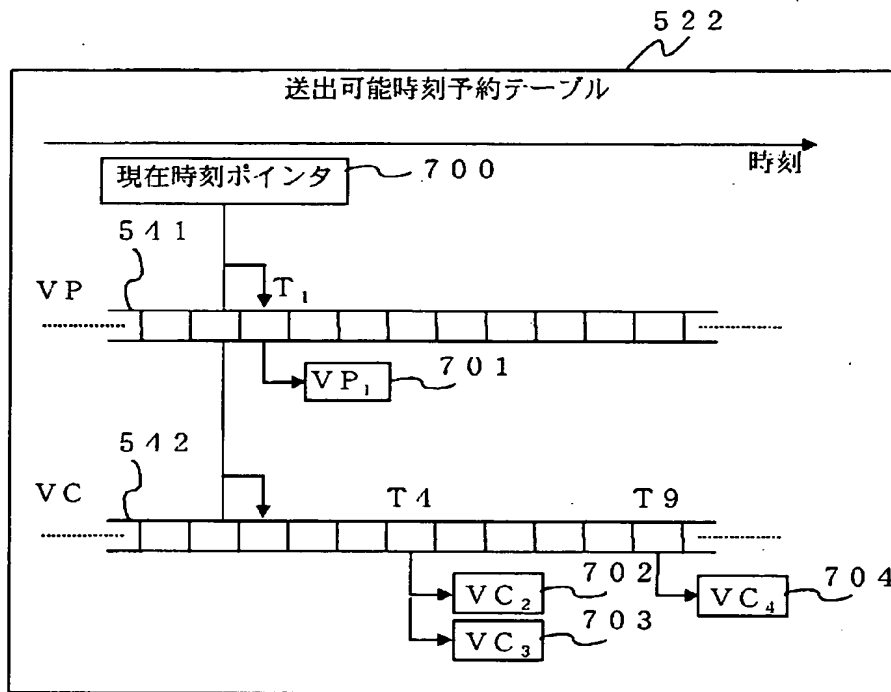 ５２２
送出可能時刻予約テーブル
時刻
現在時刻ポインタ
７００
５４１
VP
T₁
VP₁
７０１
５４２
VC
T4
T9
VC₂
７０２
VC₄
７０４
VC₃
７０３